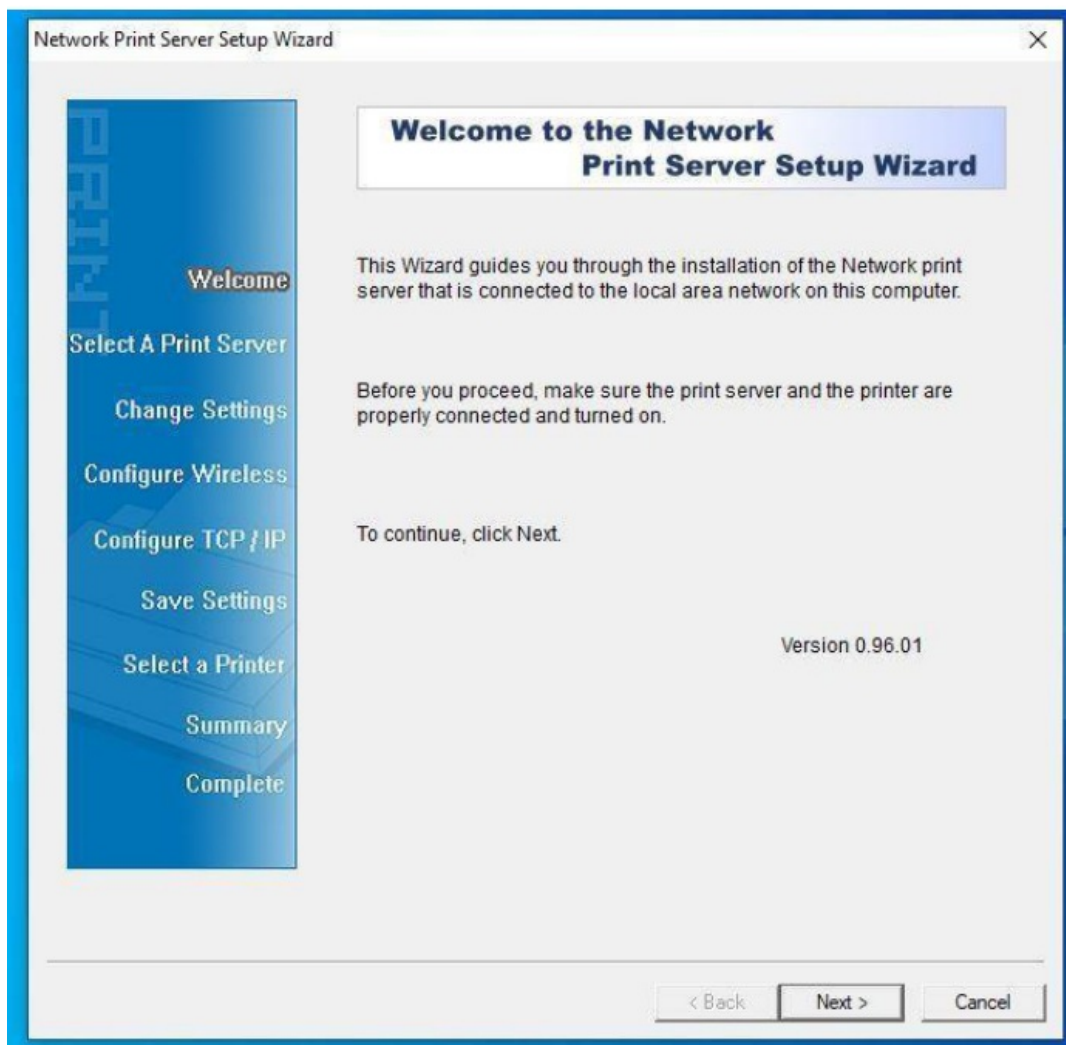 Network Print Server Setup Wizard
PRINT
Welcome to the Network
Print Server Setup Wizard
Welcome
Select A Print Server
Change Settings
Configure Wireless
Configure TCP / IP
Save Settings
Select a Printer
Summary
Complete
This Wizard guides you through the installation of the Network print
server that is connected to the local area network on this computer.
Before you proceed, make sure the print server and the printer are
properly connected and turned on.
To continue, click Next.
Version 0.96.01
< Back
Next >
Cancel